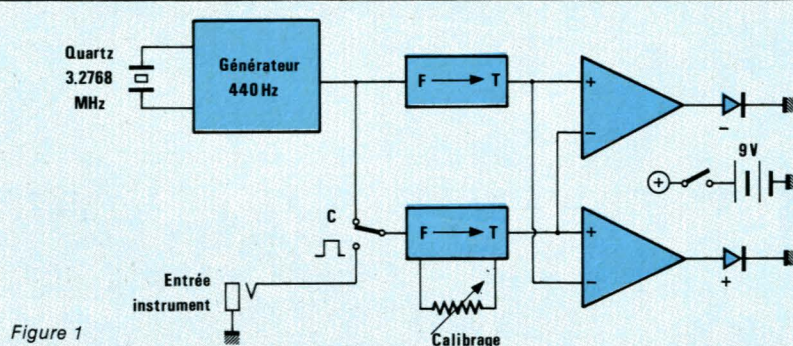 Quartz
3.2768
MHz
Générateur
440 Hz
F → T
+
−
−
9V
+
C
F → T
+
−
+
Entrée
instrument
Calibrage
Figure 1